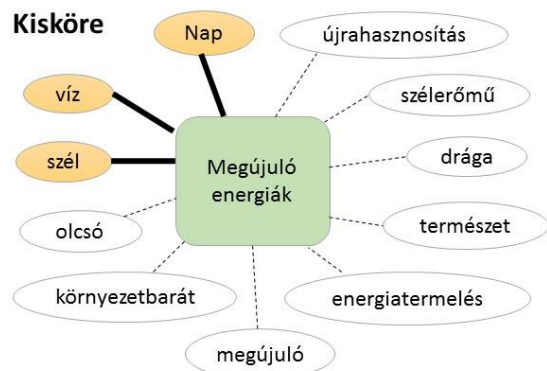 Kisköre
Nap
újrahasznosítás
víz
szélerőmű
szél
Megújuló
energiák
drága
olcsó
természet
környezetbarát
energiatermelés
megújuló